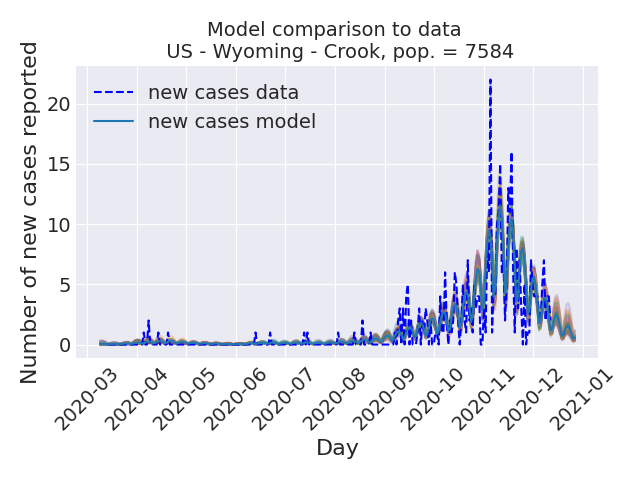 Model comparison to data
US - Wyoming - Crook, pop. = 7584
Number of new cases reported
new cases data
new cases model
20
15
10
5
0
2020-03
2020-04
2020-05
2020-06
2020-07
2020-08
2020-09
2020-10
2020-11
2020-12
2021-01
Day